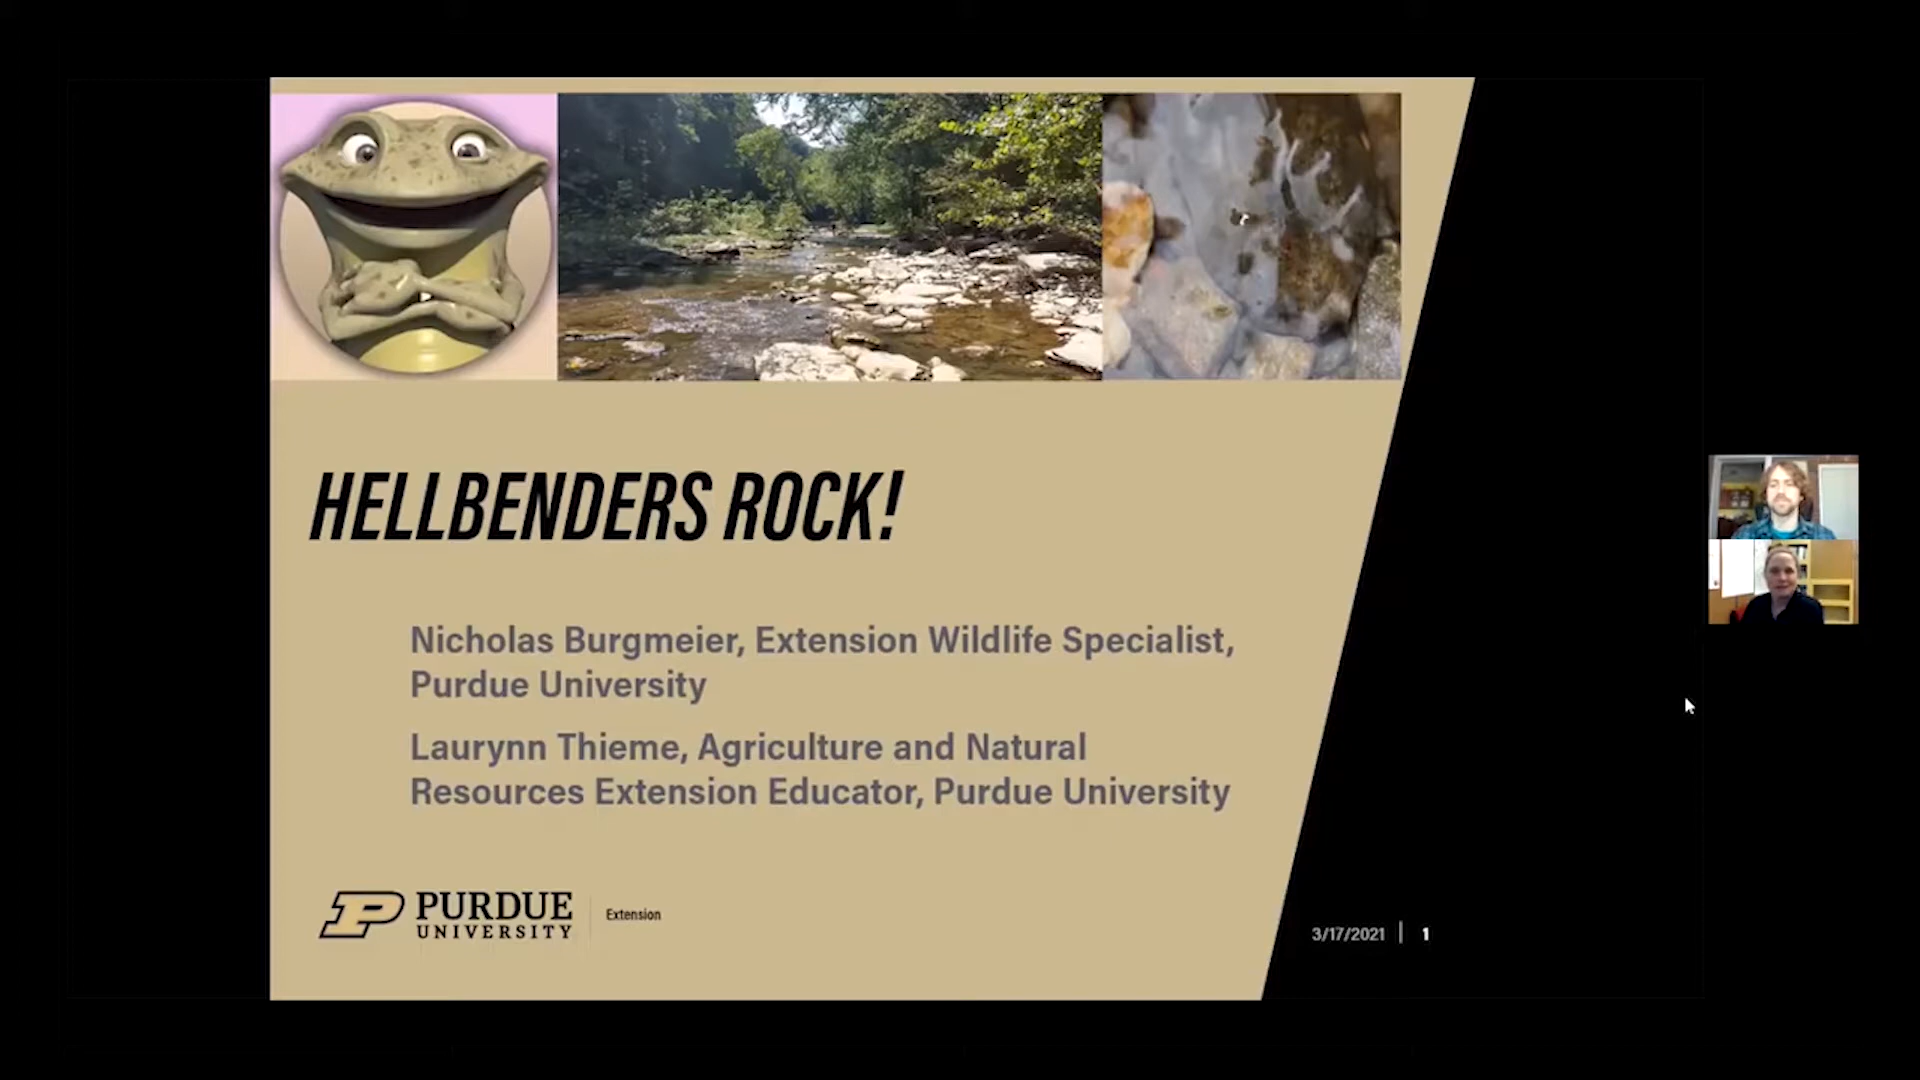 HELLBENDERS ROCK!
Nicholas Burgmeier, Extension Wildlife Specialist,
Purdue University
Laurynn Thieme, Agriculture and Natural
Resources Extension Educator, Purdue University
P PURDUE
UNIVERSITY
Extension
3/17/2021 | 1